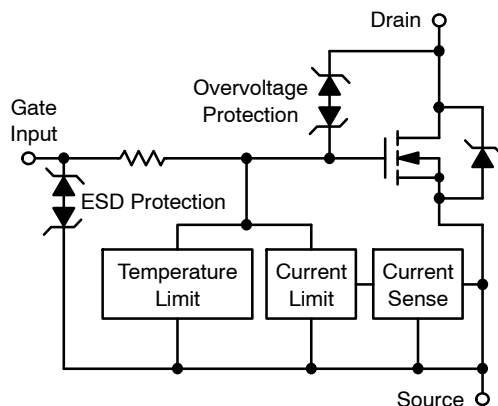 Drain
Overvoltage
Protection
Gate
Input
ESD Protection
Temperature
Limit
Current
Limit
Current
Sense
Source